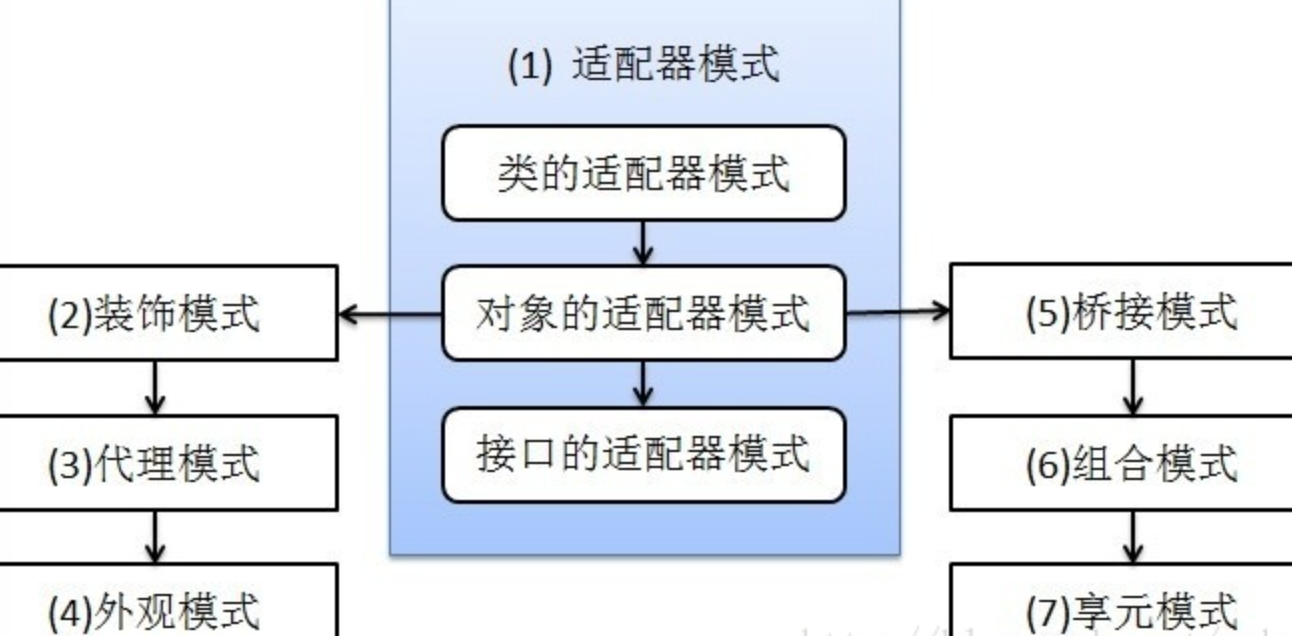 (1) 适配器模式
类的适配器模式
对象的适配器模式
接口的适配器模式
(2)装饰模式
(3)代理模式
(4)外观模式
(5)桥接模式
(6)组合模式
(7)享元模式